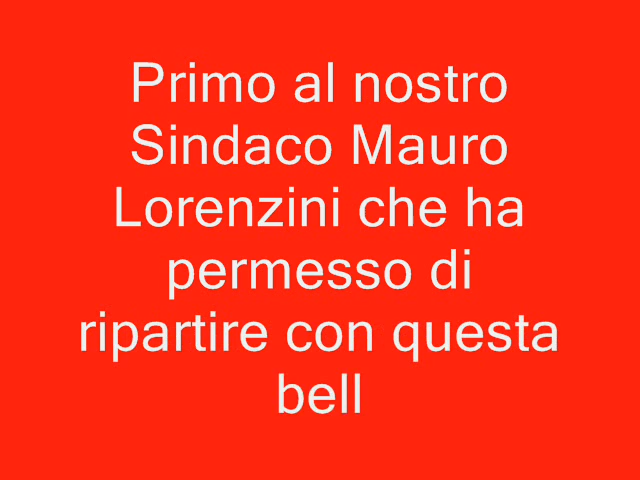 Primo al nostro
Sindaco Mauro
Lorenzini che ha
permesso di
ripartire con questa
bell